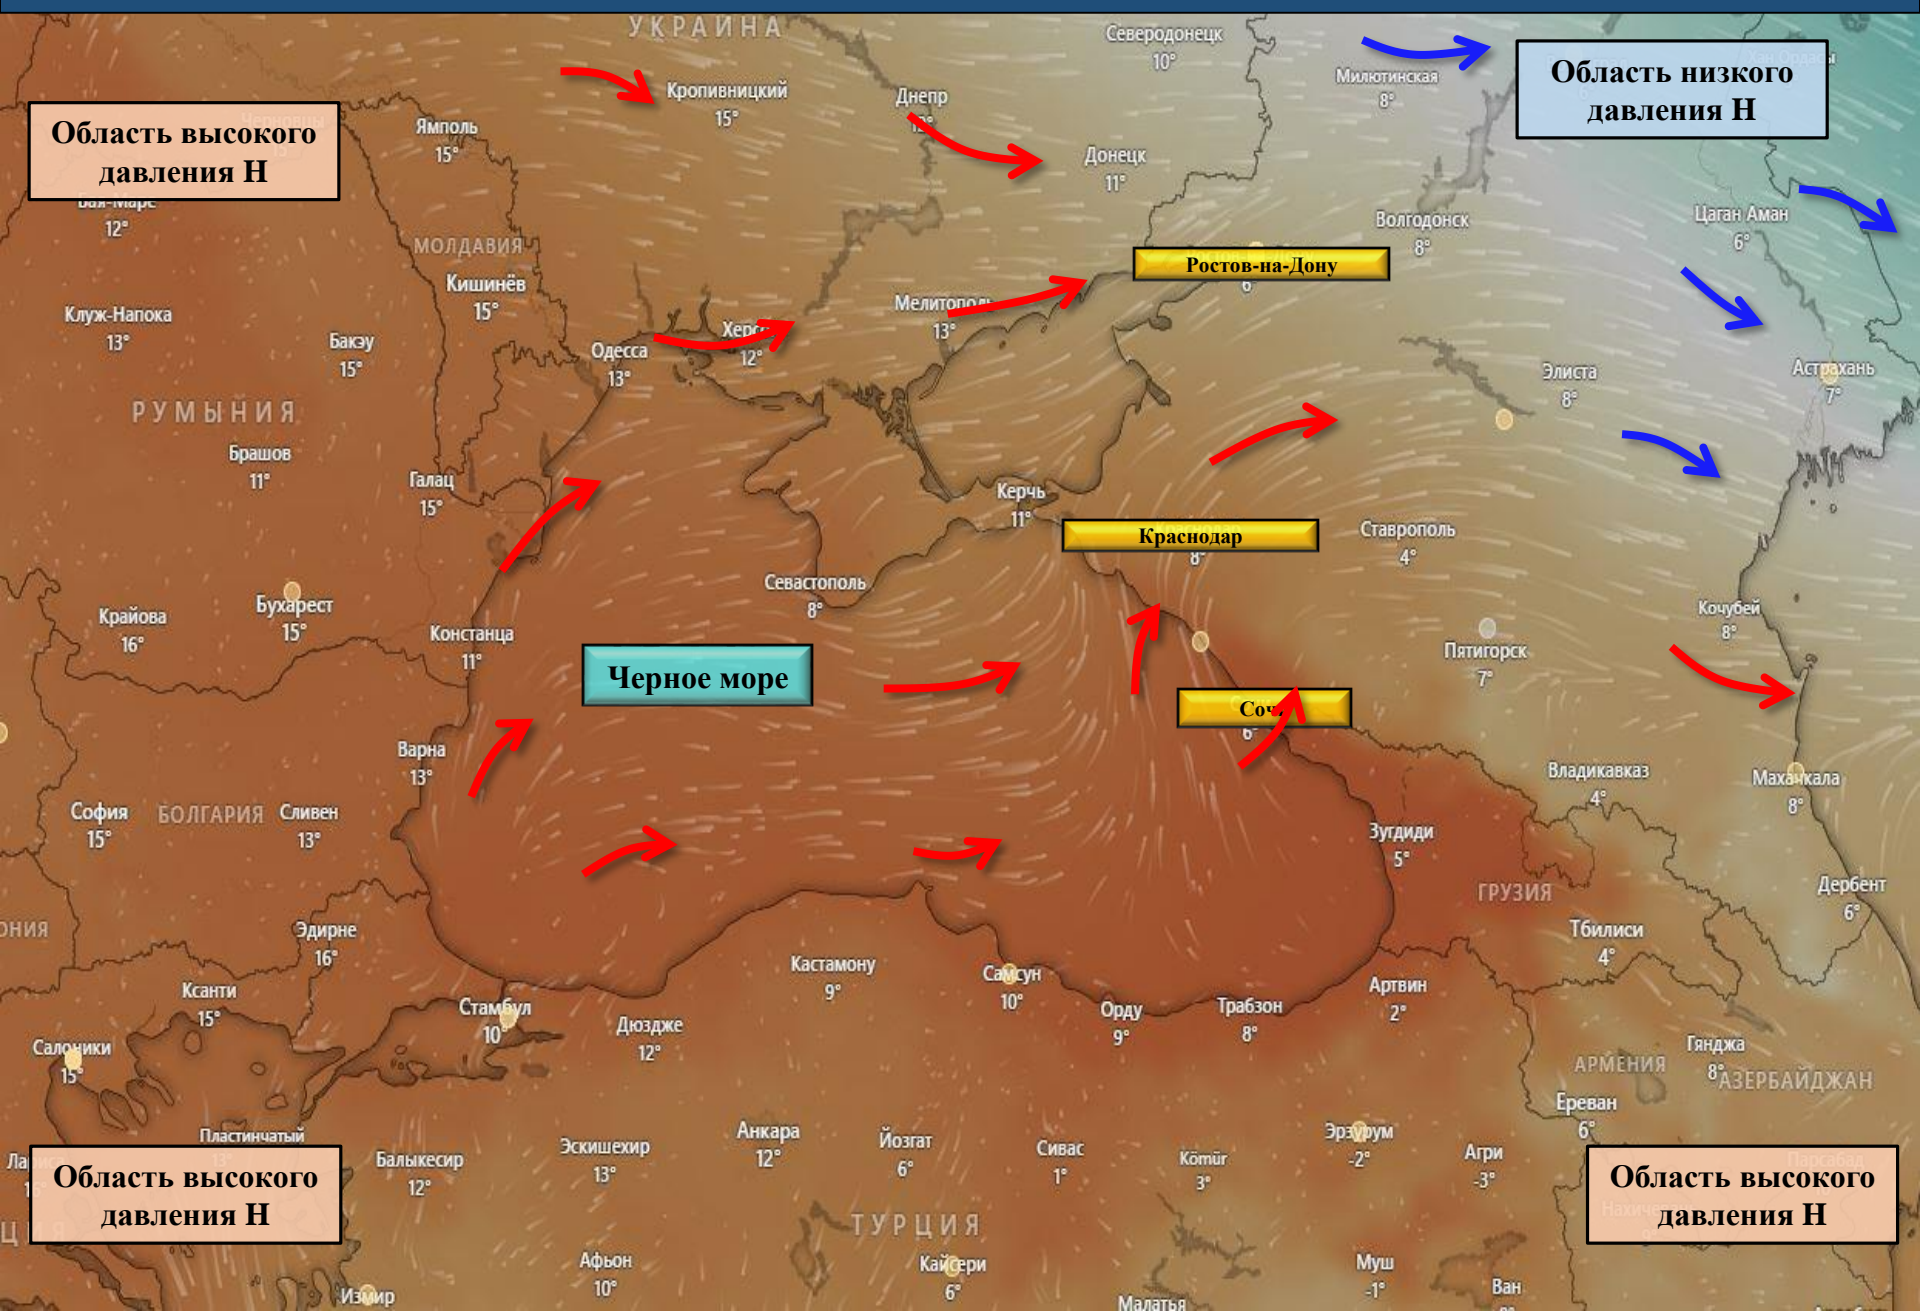 УКРАИНА
Северодонецк
10°
Милютинская
8°
Область низкого
давления Н
Кропивницкий
15°
Днепр
12°
Область высокого
давления Н
Ямполь
15°
Донецк
11°
Бая-Маре
12°
Волгодонск
8°
Цаган Аман
6°
МОЛДАВИЯ
Кишинёв
15°
Ростов-на-Дону
6°
Клуж-Напока
13°
Бакэу
15°
Одесса
13°
12°
Мелитополь
13°
Элиста
8°
Астрахань
7°
РУМЫНИЯ
Брашов
11°
Галац
15°
Керчь
11°
Краснодар
8°
Ставрополь
4°
Севастополь
8°
Крайова
16°
Бухарест
15°
Констанца
11°
Кочубей
8°
Пятигорск
7°
Черное море
Сочи
6°
Варна
13°
Владикавказ
4°
Махачкала
8°
София
15°
БОЛГАРИЯ
Сливен
13°
Зугдиди
5°
ГРУЗИЯ
Дербент
6°
Эдирне
16°
Тбилиси
4°
Кастамону
9°
Самсун
10°
Ксанти
15°
Стамбул
10°
Дюздже
12°
Орду
9°
Трабзон
8°
Артвин
2°
Салоники
15°
Гянджа
8°
АРМЕНИЯ
АЗЕРБАЙДЖАН
Ереван
6°
Пластинчатый
Область высокого
давления Н
Балыкесир
12°
Эскишехир
13°
Анкара
12°
Йозгат
6°
Сивас
1°
Kömür
3°
Эрзурум
-2°
Агри
-3°
Область высокого
давления Н
ТУРЦИЯ
Афьон
10°
Кайсери
6°
Муш
-1°
Ван
Измир
Малатья